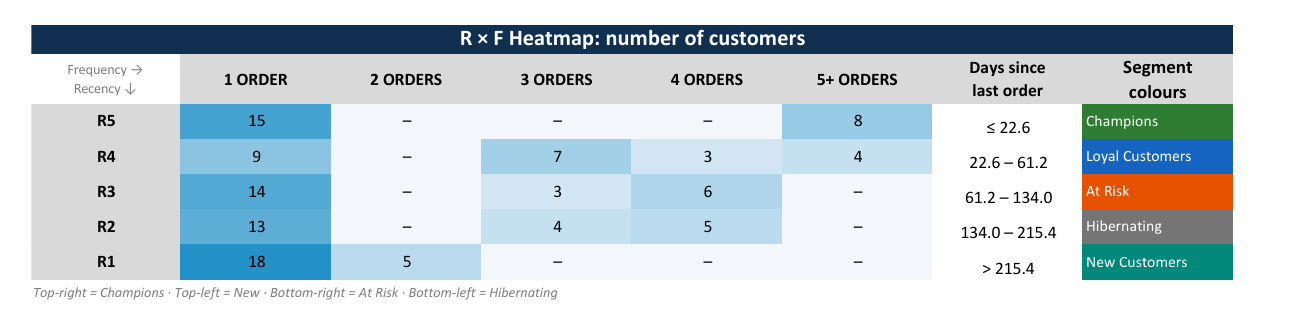 R × F Heatmap: number of customers
Frequency → 1 ORDER 2 ORDERS 3 ORDERS 4 ORDERS 5+ ORDERS Days since Segment
Recency ↓ last order colours
R5 15 – – – 8 ≤ 22.6 Champions
R4 9 – 7 3 4 22.6 – 61.2 Loyal Customers
R3 14 – 3 6 – 61.2 – 134.0 At Risk
R2 13 – 4 5 – 134.0 – 215.4 Hibernating
R1 18 5 – – – > 215.4 New Customers
Top-right = Champions · Top-left = New · Bottom-right = At Risk · Bottom-left = Hibernating